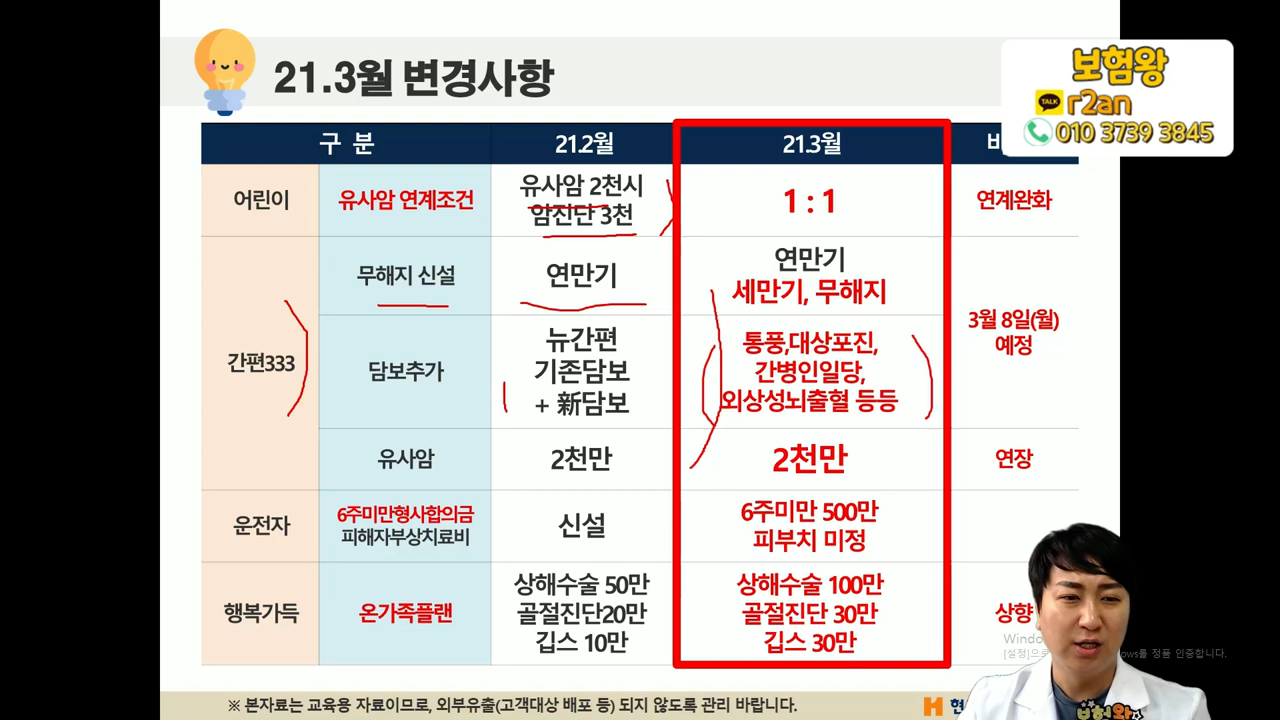 21.3월 변경사항
보험왕
TALK r2an
010 3739 3845
구 분 21.2월 21.3월
어린이 유사암 연계조건 유사암 2천시 암진단 3천 1 : 1 연계완화
간편333 무해지 신설 연만기 연만기 세만기, 무해지 3월 8일(월) 예정
담보추가 뉴간편 기존담보 + 新담보 통풍,대상포진, 간병인일당, 외상성뇌출혈 등등
유사암 2천만 2천만 연장
운전자 6주미만형사합의금 피해자부상치료비 신설 6주미만 500만 피부치 미정
행복가득 온가족플랜 상해수술 50만 골절진단20만 깁스 10만 상해수술 100만 골절진단 30만 깁스 30만 상향
※ 본자료는 교육용 자료이므로, 외부유출(고객대상 배포 등) 되지 않도록 관리 바랍니다.
보험왕